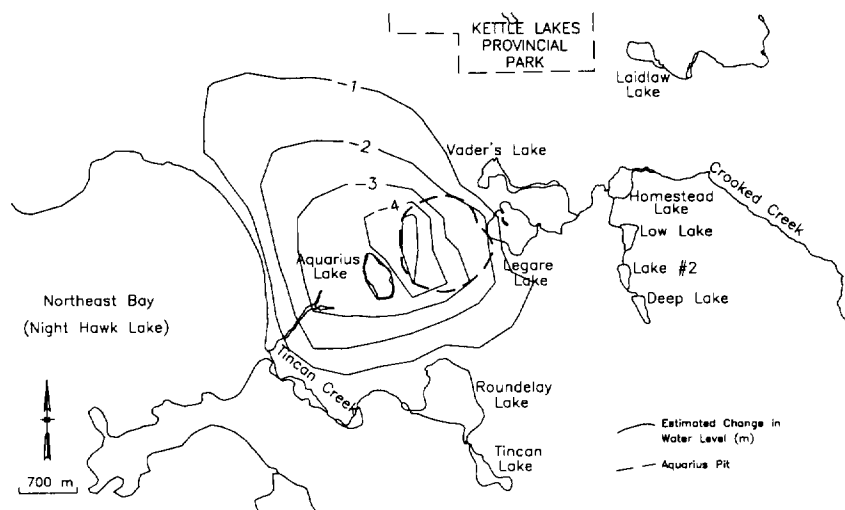 KETTLE LAKES
PROVINCIAL
PARK
Laidlaw
Lake
-1
-2
Vader's Lake
-3
-4
Homestead
Lake
Crooked Creek
Low Lake
Aquarius
Lake
Legare
Lake
Lake #2
Deep Lake
Northeast Bay
(Night Hawk Lake)
Tincan Creek
Roundelay
Lake
Tincan
Lake
Estimated Change in
Water Level (m)
Aquarius Pit
700 m